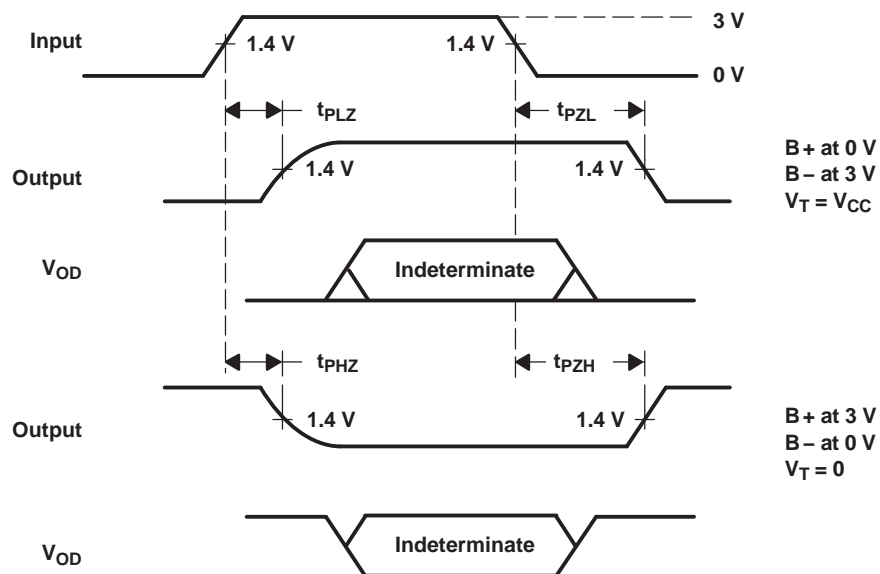 3 V
Input
1.4 V
1.4 V
0 V
tPLZ
tPZL
Output
1.4 V
1.4 V
B+ at 0 V
B− at 3 V
VT = VCC
VOD
Indeterminate
tPHZ
tPZH
Output
1.4 V
1.4 V
B+ at 3 V
B− at 0 V
VT = 0
VOD
Indeterminate